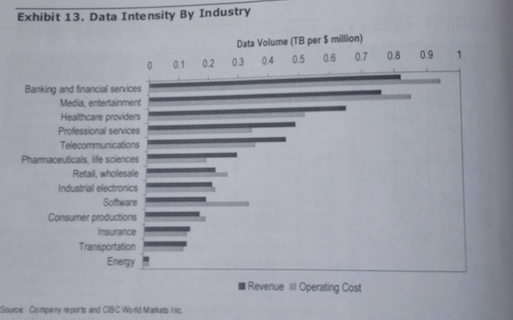 Exhibit 13. Data Intensity By Industry
Data Volume (TB per $ million)
0 0.1 0.2 0.3 0.4 0.5 0.6 0.7 0.8 0.9 1
Banking and financial services
Media, entertainment
Healthcare providers
Professional services
Telecommunications
Pharmaceuticals, life sciences
Retail, wholesale
Industrial electronics
Software
Consumer productions
Insurance
Transportation
Energy
Revenue Operating Cost
Source: Company reports and CIBC World Markets Inc.